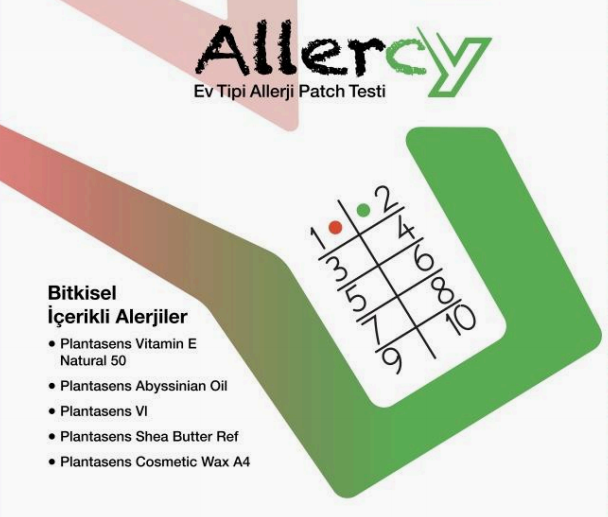 Allercy
Ev Tipi Allerji Patch Testi
1 2
3 4
5 6
7 8
9 10
Bitkisel
İçerikli Alerjiler
• Plantasens Vitamin E
Natural 50
• Plantasens Abyssinian Oil
• Plantasens VI
• Plantasens Shea Butter Ref
• Plantasens Cosmetic Wax A4